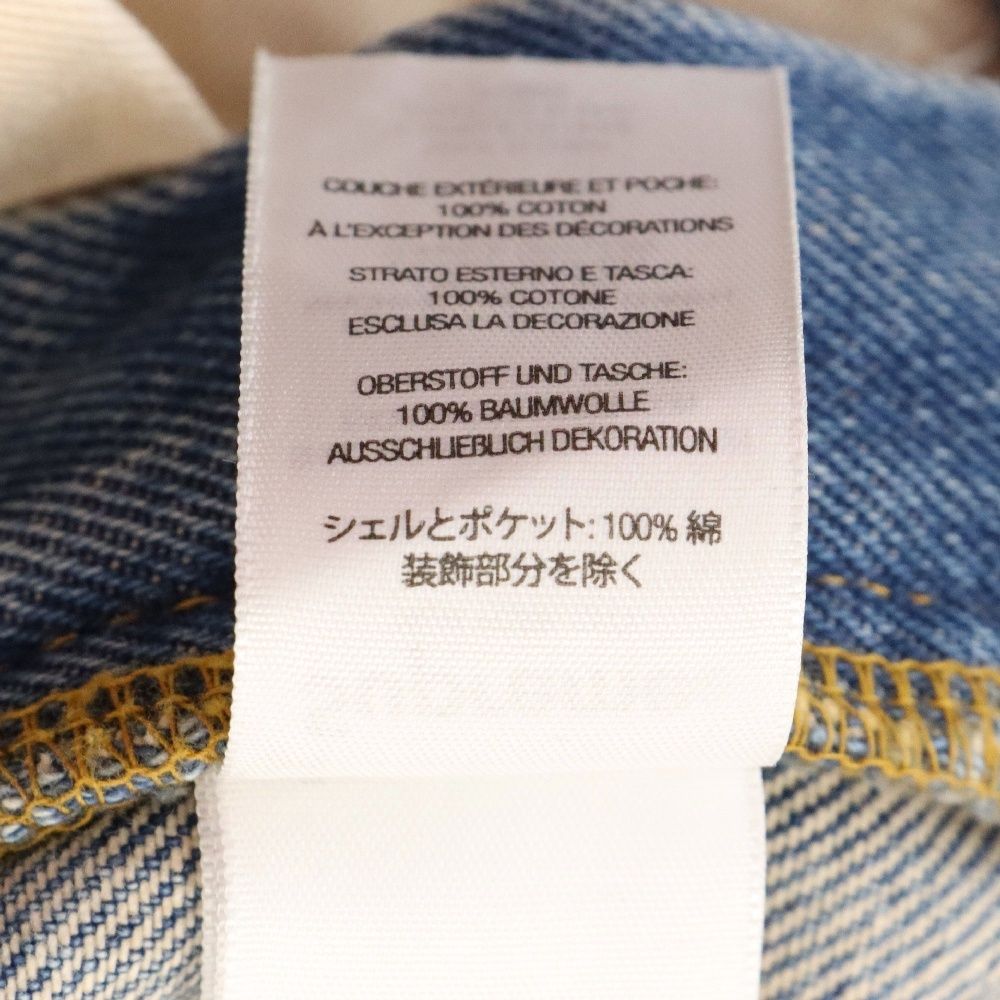 COUCHE EXTÉRIEURE ET POCHE:
100% COTON
À L'EXCEPTION DES DÉCORATIONS
STRATO ESTERNO E TASCA:
100% COTONE
ESCLUSA LA DECORAZIONE
OBERSTOFF UND TASCHE:
100% BAUMWOLLE
AUSSCHLIEßLICH DEKORATION
シェルとポケット: 100% 綿
装飾部分を除く